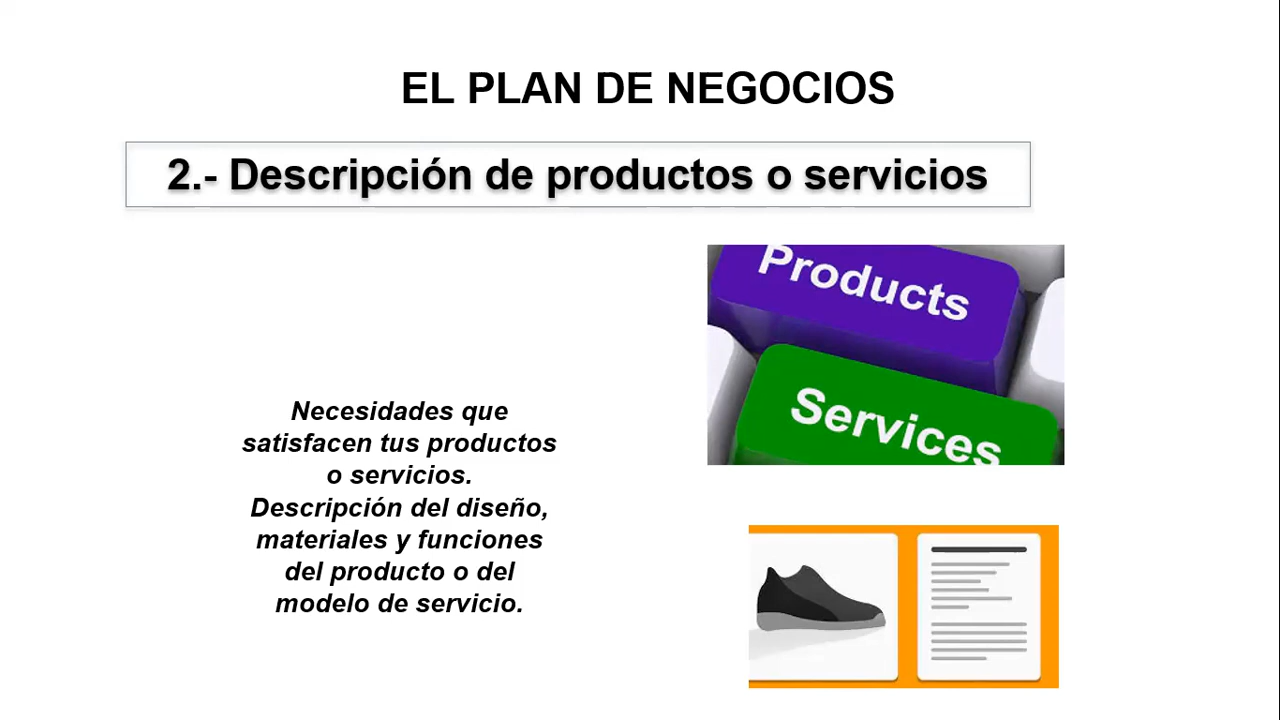 EL PLAN DE NEGOCIOS
2.- Descripción de productos o servicios
Products
Services
Necesidades que
satisfacen tus productos
o servicios.
Descripción del diseño,
materiales y funciones
del producto o del
modelo de servicio.